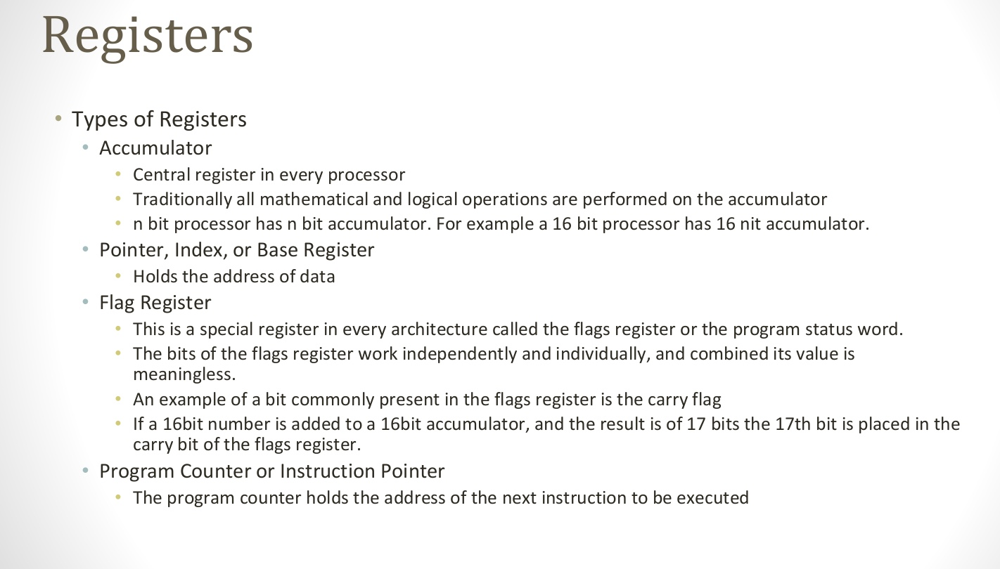 Registers
• Types of Registers
• Accumulator
• Central register in every processor
• Traditionally all mathematical and logical operations are performed on the accumulator
• n bit processor has n bit accumulator. For example a 16 bit processor has 16 nit accumulator.
• Pointer, Index, or Base Register
• Holds the address of data
• Flag Register
• This is a special register in every architecture called the flags register or the program status word.
• The bits of the flags register work independently and individually, and combined its value is
meaningless.
• An example of a bit commonly present in the flags register is the carry flag
• If a 16bit number is added to a 16bit accumulator, and the result is of 17 bits the 17th bit is placed in the
carry bit of the flags register.
• Program Counter or Instruction Pointer
• The program counter holds the address of the next instruction to be executed